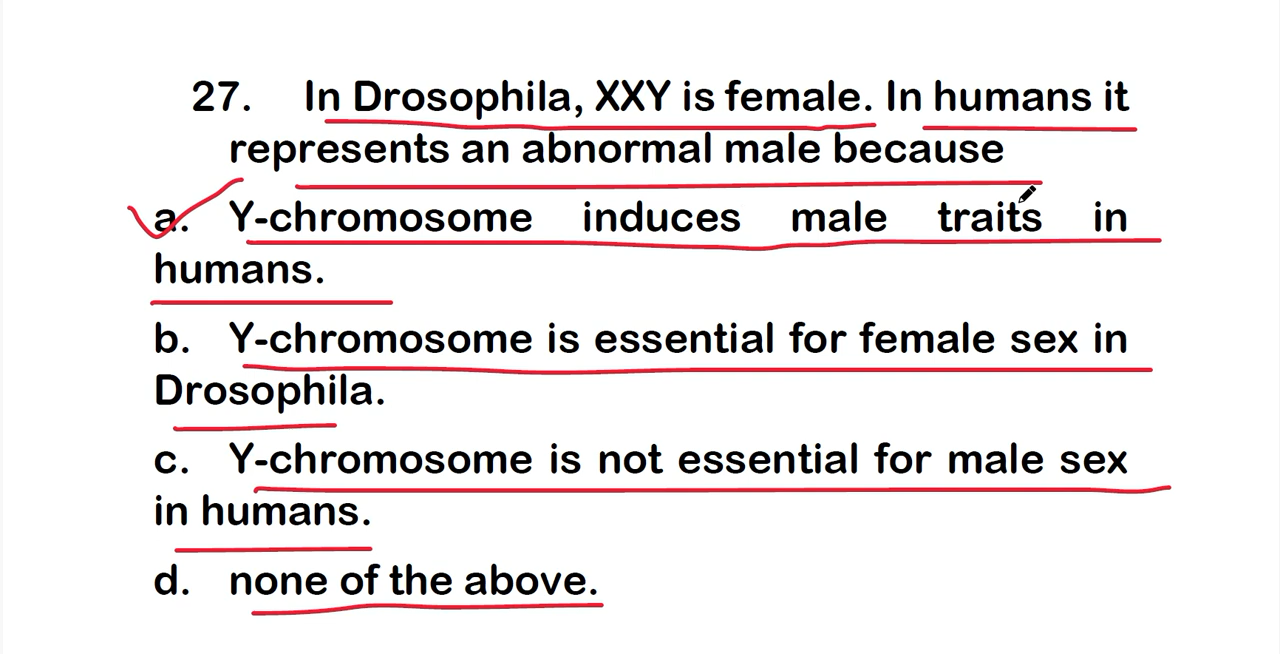 27. In Drosophila, XXY is female. In humans it
represents an abnormal male because
a. Y-chromosome induces male traits in
humans.
b. Y-chromosome is essential for female sex in
Drosophila.
c. Y-chromosome is not essential for male sex
in humans.
d. none of the above.